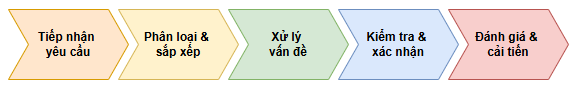 Tiếp nhận
yêu cầu
Phân loại &
sắp xếp
Xử lý
vấn đề
Kiểm tra &
xác nhận
Đánh giá &
cải tiến